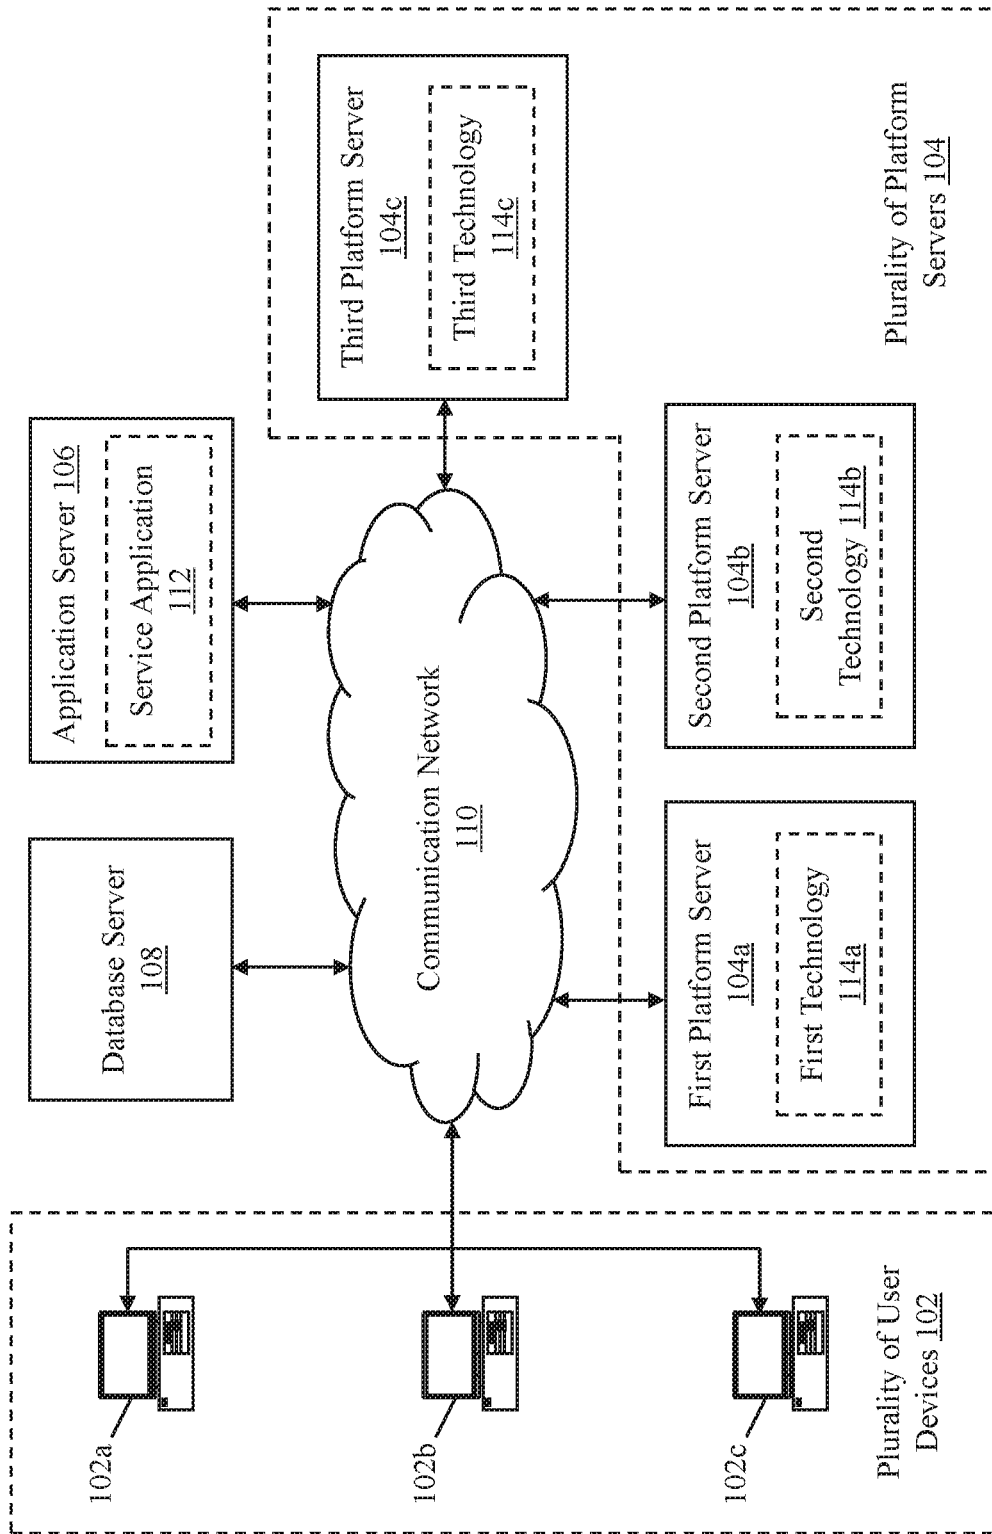 102a
102b
102c
Plurality of User
Devices 102
Database Server
108
Application Server 106
Service Application
112
Communication Network
110
First Platform Server
104a
First Technology
114a
Second Platform Server
104b
Second
Technology 114b
Third Platform Server
104c
Third Technology
114c
Plurality of Platform
Servers 104